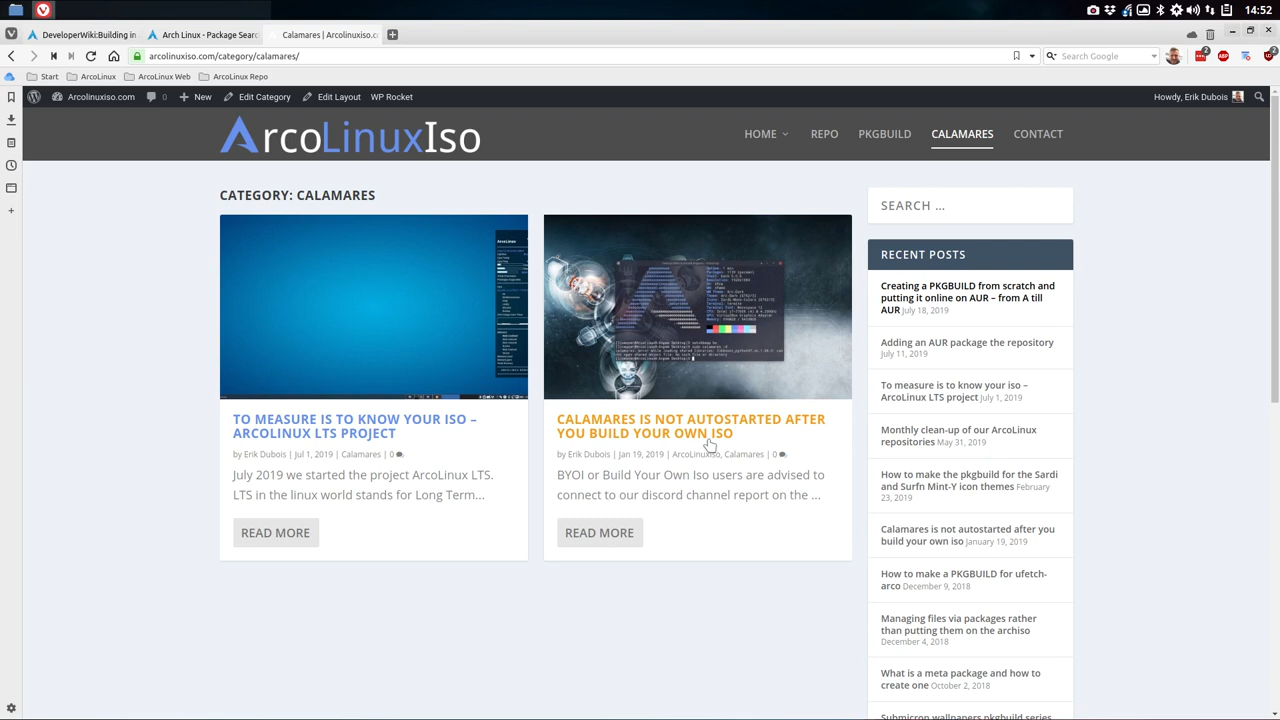 14:52
DeveloperWiki:Building in
Arch Linux - Package Searc
Calamares | Arcolinuxiso.c
arcolinuxiso.com/category/calamares/
Search Google
Start
ArcoLinux
ArcoLinux Web
ArcoLinux Repo
Arcolinuxiso.com
0
New
Edit Category
Edit Layout
WP Rocket
Howdy, Erik Dubois
ArcoLinuxIso
HOME
REPO
PKGBUILD
CALAMARES
CONTACT
CATEGORY: CALAMARES
TO MEASURE IS TO KNOW YOUR ISO –
ARCOLINUX LTS PROJECT
by Erik Dubois | Jul 1, 2019 | Calamares | 0
July 2019 we started the project ArcoLinux LTS.
LTS in the linux world stands for Long Term...
READ MORE
CALAMARES IS NOT AUTOSTARTED AFTER
YOU BUILD YOUR OWN ISO
by Erik Dubois | Jan 19, 2019 | ArcoLinuxIso, Calamares | 0
BYOI or Build Your Own Iso users are advised to
connect to our discord channel report on the ...
READ MORE
SEARCH ...
RECENT POSTS
Creating a PKGBUILD from scratch and
putting it online on AUR – from A till
AUR July 18, 2019
Adding an AUR package the repository
July 11, 2019
To measure is to know your iso –
ArcoLinux LTS project July 1, 2019
Monthly clean-up of our ArcoLinux
repositories May 31, 2019
How to make the pkgbuild for the Sardi
and Surfn Mint-Y icon themes February
23, 2019
Calamares is not autostarted after you
build your own iso January 19, 2019
How to make a PKGBUILD for ufetch-
arco December 9, 2018
Managing files via packages rather
than putting them on the archiso
December 4, 2018
What is a meta package and how to
create one October 2, 2018
Submicron wallpapers pkgbuild series